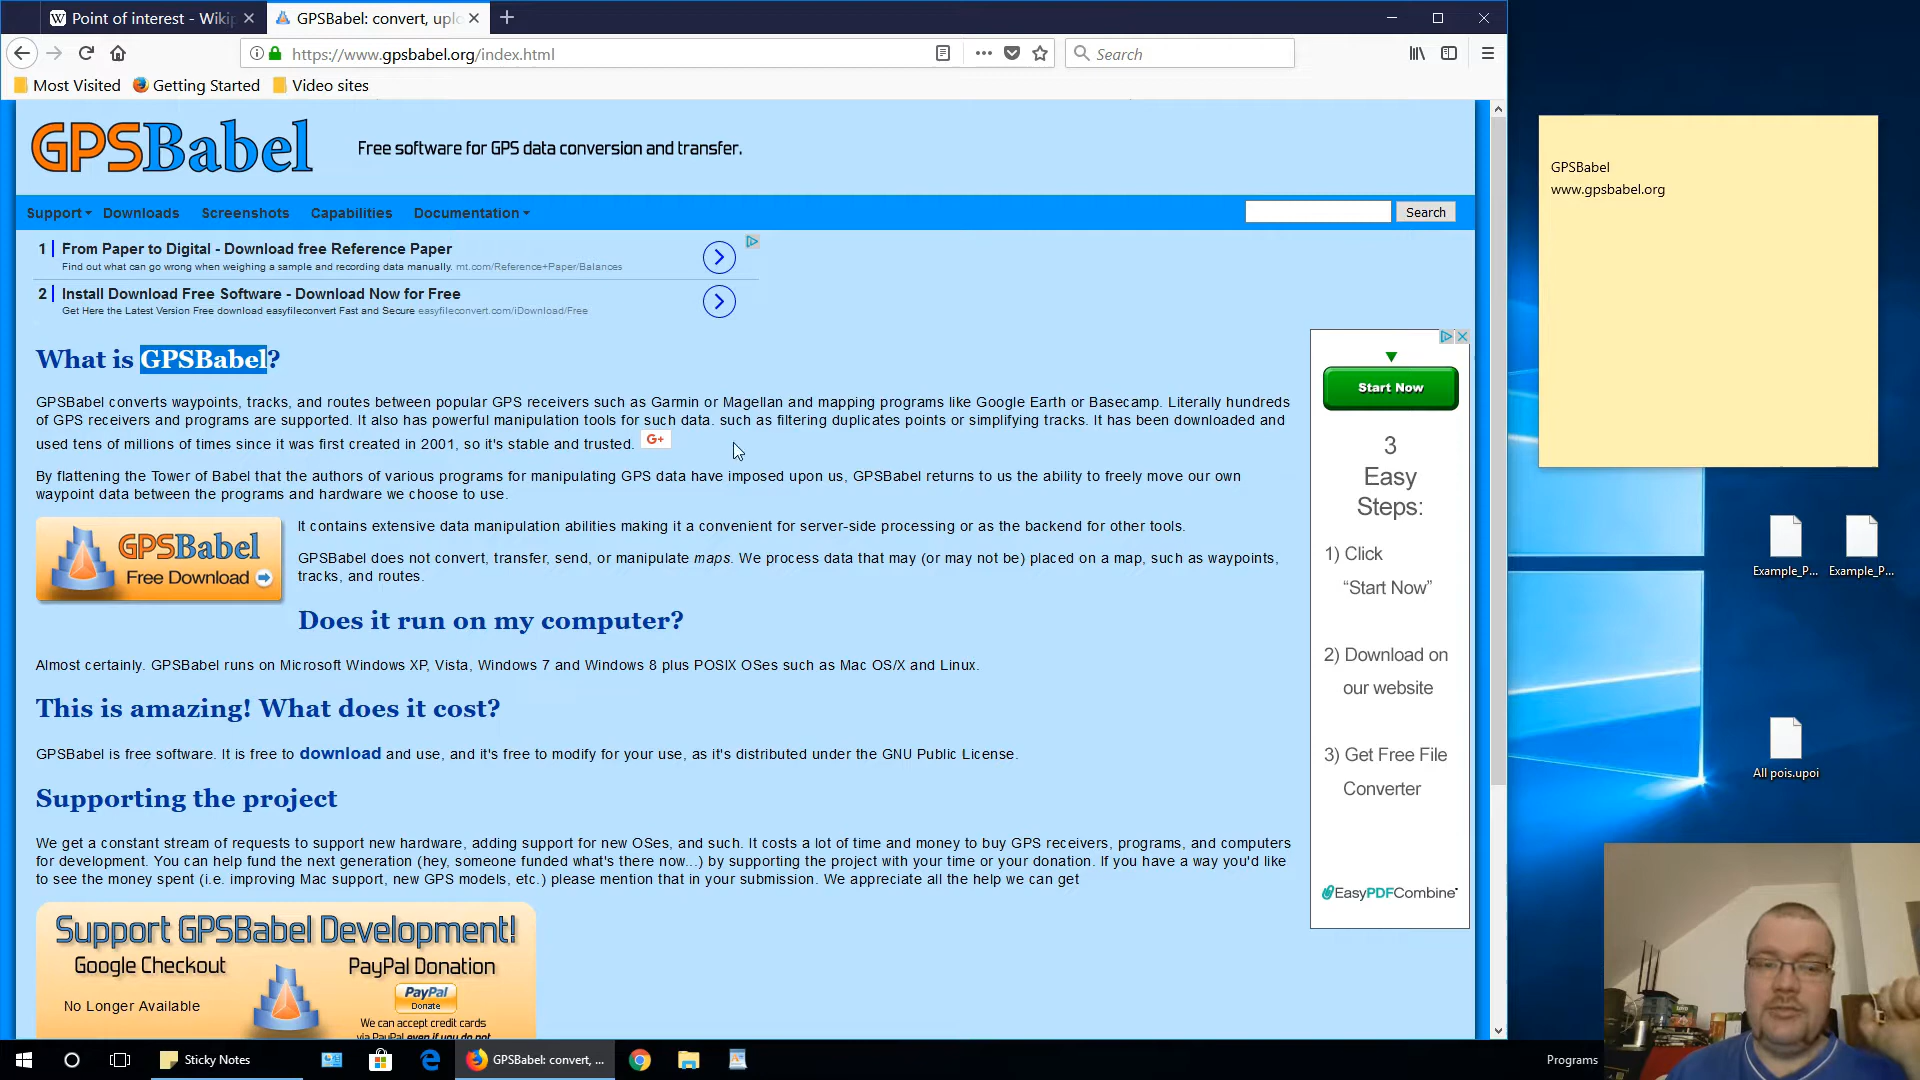 Point of interest - Wikip
GPSBabel: convert, uplo
https://www.gpsbabel.org/index.html
Search
Most Visited
Getting Started
Video sites
GPSBabel
Free software for GPS data conversion and transfer.
Support
Downloads
Screenshots
Capabilities
Documentation
Search
1
From Paper to Digital - Download free Reference Paper
Find out what can go wrong when weighing a sample and recording data manually. mt.com/Reference+Paper/Balances
2
Install Download Free Software - Download Now for Free
Get Here the Latest Version Free download easyfileconvert Fast and Secure easyfileconvert.com/iDownload/Free
What is GPSBabel?
GPSBabel converts waypoints, tracks, and routes between popular GPS receivers such as Garmin or Magellan and mapping programs like Google Earth or Basecamp. Literally hundreds
of GPS receivers and programs are supported. It also has powerful manipulation tools for such data. such as filtering duplicates points or simplifying tracks. It has been downloaded and
used tens of millions of times since it was first created in 2001, so it's stable and trusted.
G+
By flattening the Tower of Babel that the authors of various programs for manipulating GPS data have imposed upon us, GPSBabel returns to us the ability to freely move our own
waypoint data between the programs and hardware we choose to use.
GPSBabel
Free Download
It contains extensive data manipulation abilities making it a convenient for server-side processing or as the backend for other tools.
GPSBabel does not convert, transfer, send, or manipulate maps. We process data that may (or may not be) placed on a map, such as waypoints,
tracks, and routes.
Does it run on my computer?
Almost certainly. GPSBabel runs on Microsoft Windows XP, Vista, Windows 7 and Windows 8 plus POSIX OSes such as Mac OS/X and Linux.
This is amazing! What does it cost?
GPSBabel is free software. It is free to download and use, and it's free to modify for your use, as it's distributed under the GNU Public License.
Supporting the project
We get a constant stream of requests to support new hardware, adding support for new OSes, and such. It costs a lot of time and money to buy GPS receivers, programs, and computers
for development. You can help fund the next generation (hey, someone funded what's there now...) by supporting the project with your time or your donation. If you have a way you'd like
to see the money spent (i.e. improving Mac support, new GPS models, etc.) please mention that in your submission. We appreciate all the help we can get
Support GPSBabel Development!
Google Checkout
No Longer Available
PayPal Donation
PayPal
Donate
We can accept credit cards
via PayPal even if you do not
Start Now
3
Easy
Steps:
1) Click
“Start Now”
2) Download on
our website
3) Get Free File
Converter
EasyPDFCombine
GPSBabel
www.gpsbabel.org
Example_P...
Example_P...
All pois.upoi
Sticky Notes
GPSBabel: convert, ...
Programs